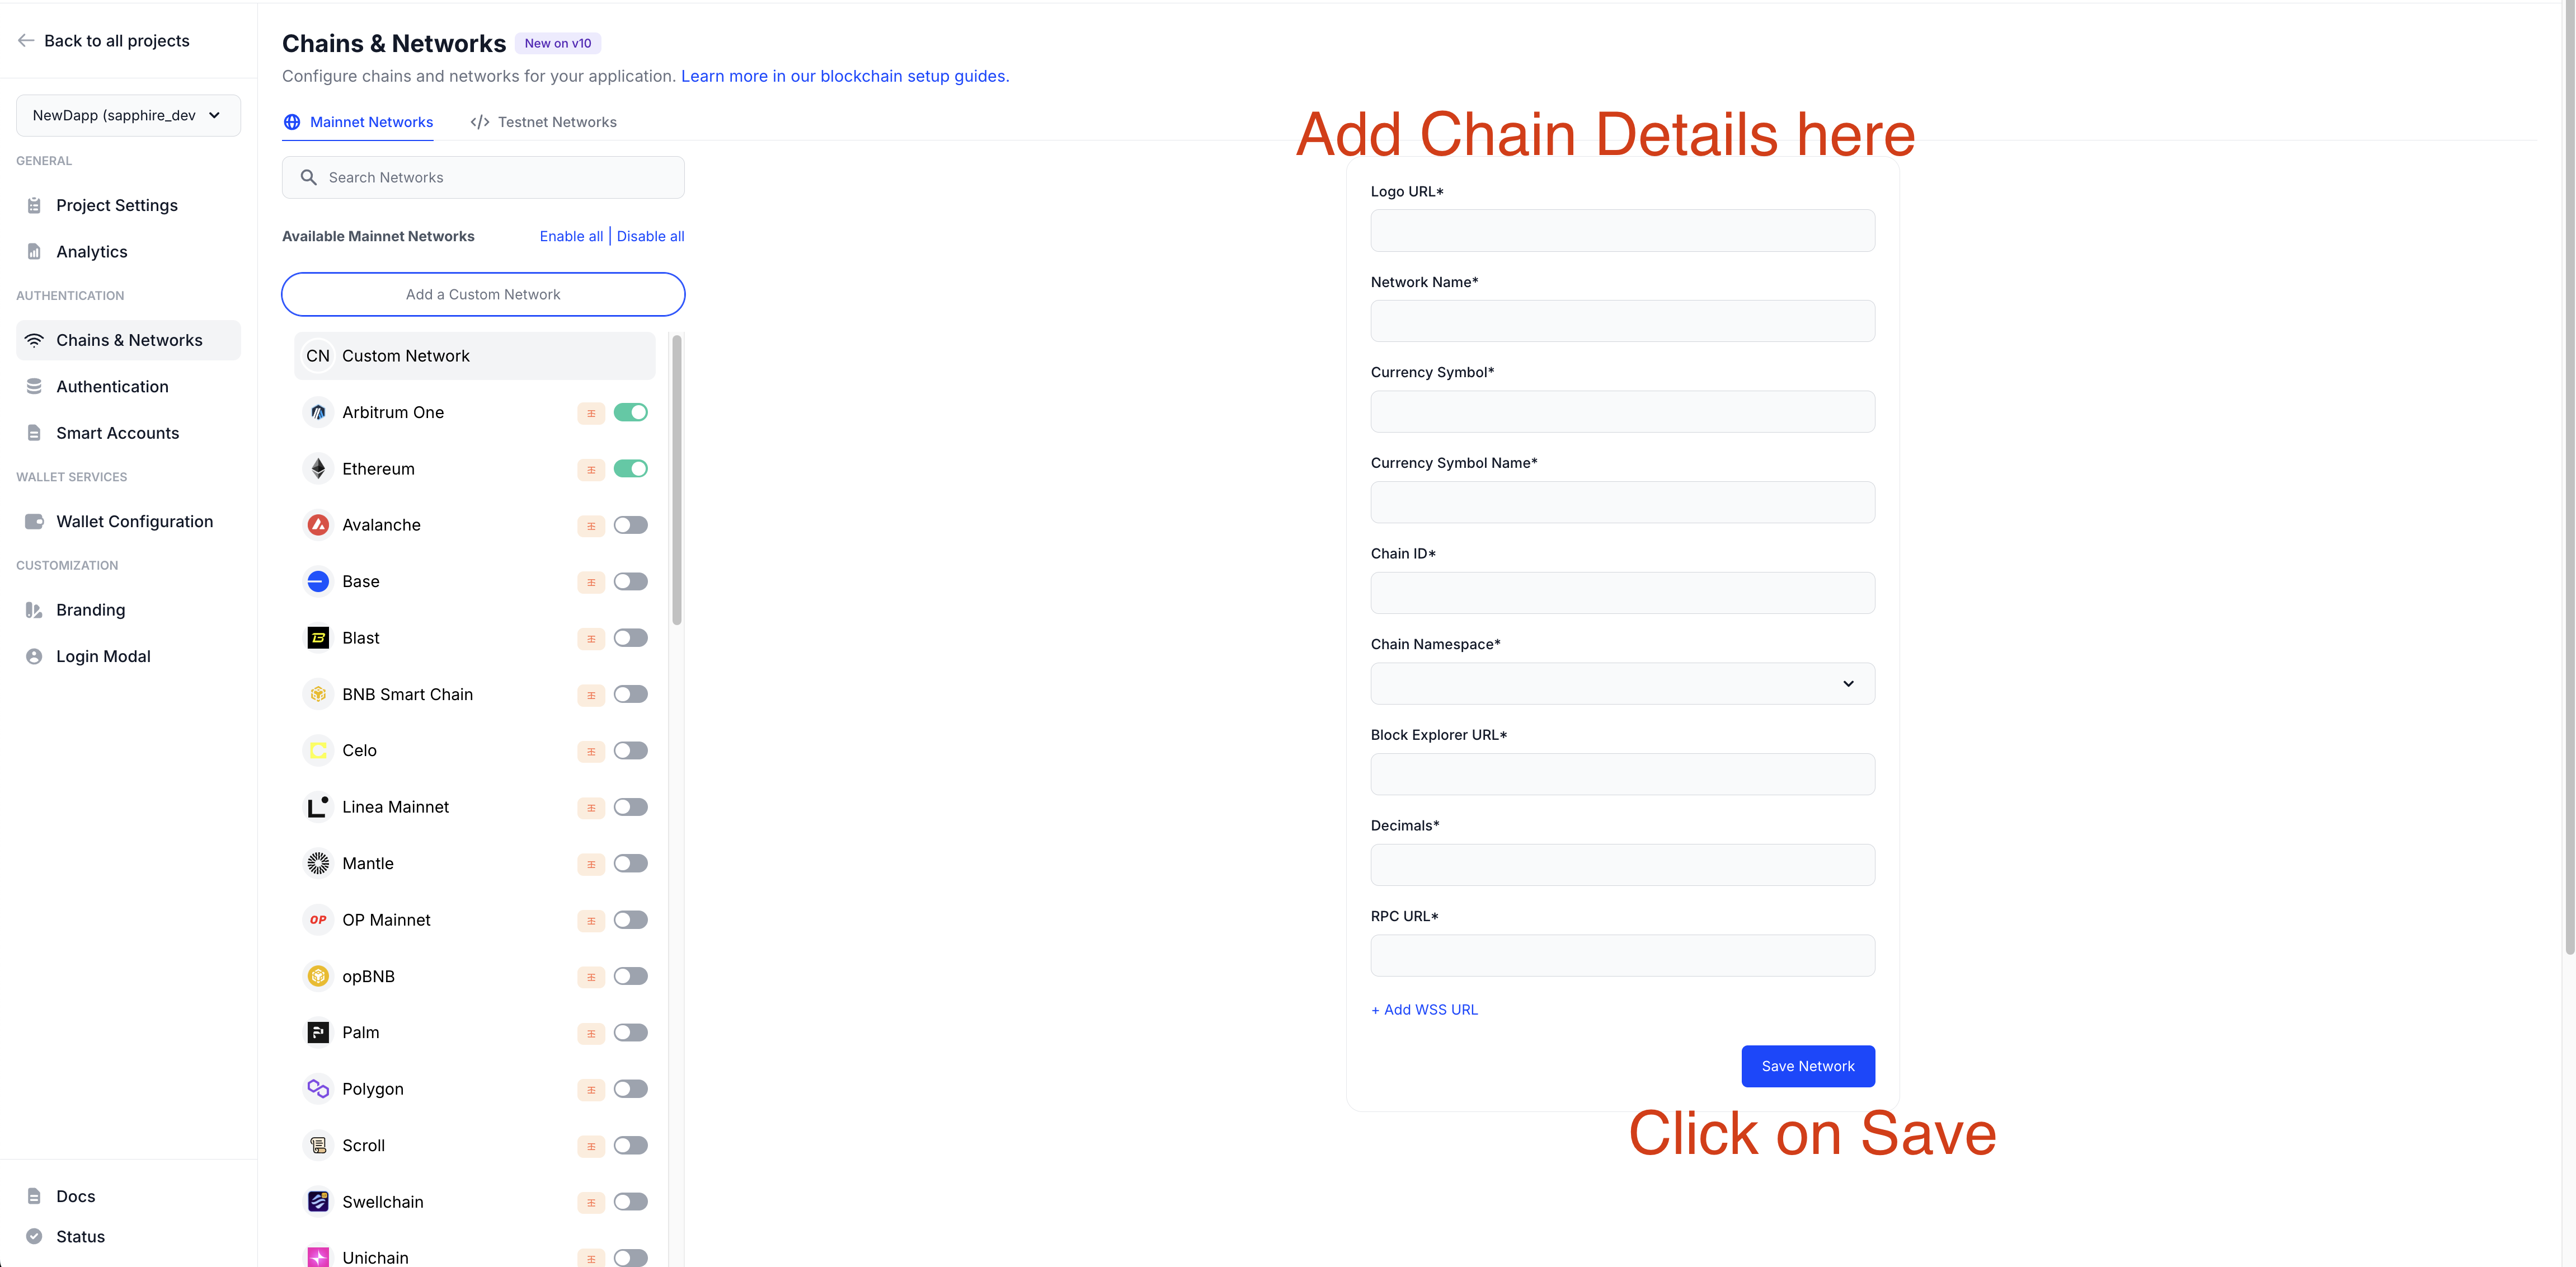 Back to all projects
NewDapp (sapphire_dev
GENERAL
Project Settings
Analytics
AUTHENTICATION
Chains & Networks
Authentication
Smart Accounts
WALLET SERVICES
Wallet Configuration
CUSTOMIZATION
Branding
Login Modal
Docs
Status
Chains & Networks New on v10
Configure chains and networks for your application. Learn more in our blockchain setup guides.
Mainnet Networks
</> Testnet Networks
Search Networks
Available Mainnet Networks
Enable all | Disable all
Add a Custom Network
CN Custom Network
Arbitrum One
Ethereum
Avalanche
Base
Blast
BNB Smart Chain
Celo
Linea Mainnet
Mantle
OP OP Mainnet
opBNB
Palm
Polygon
Scroll
Swellchain
Unichain
Add Chain Details here
Logo URL*
Network Name*
Currency Symbol*
Currency Symbol Name*
Chain ID*
Chain Namespace*
Block Explorer URL*
Decimals*
RPC URL*
+ Add WSS URL
Save Network
Click on Save